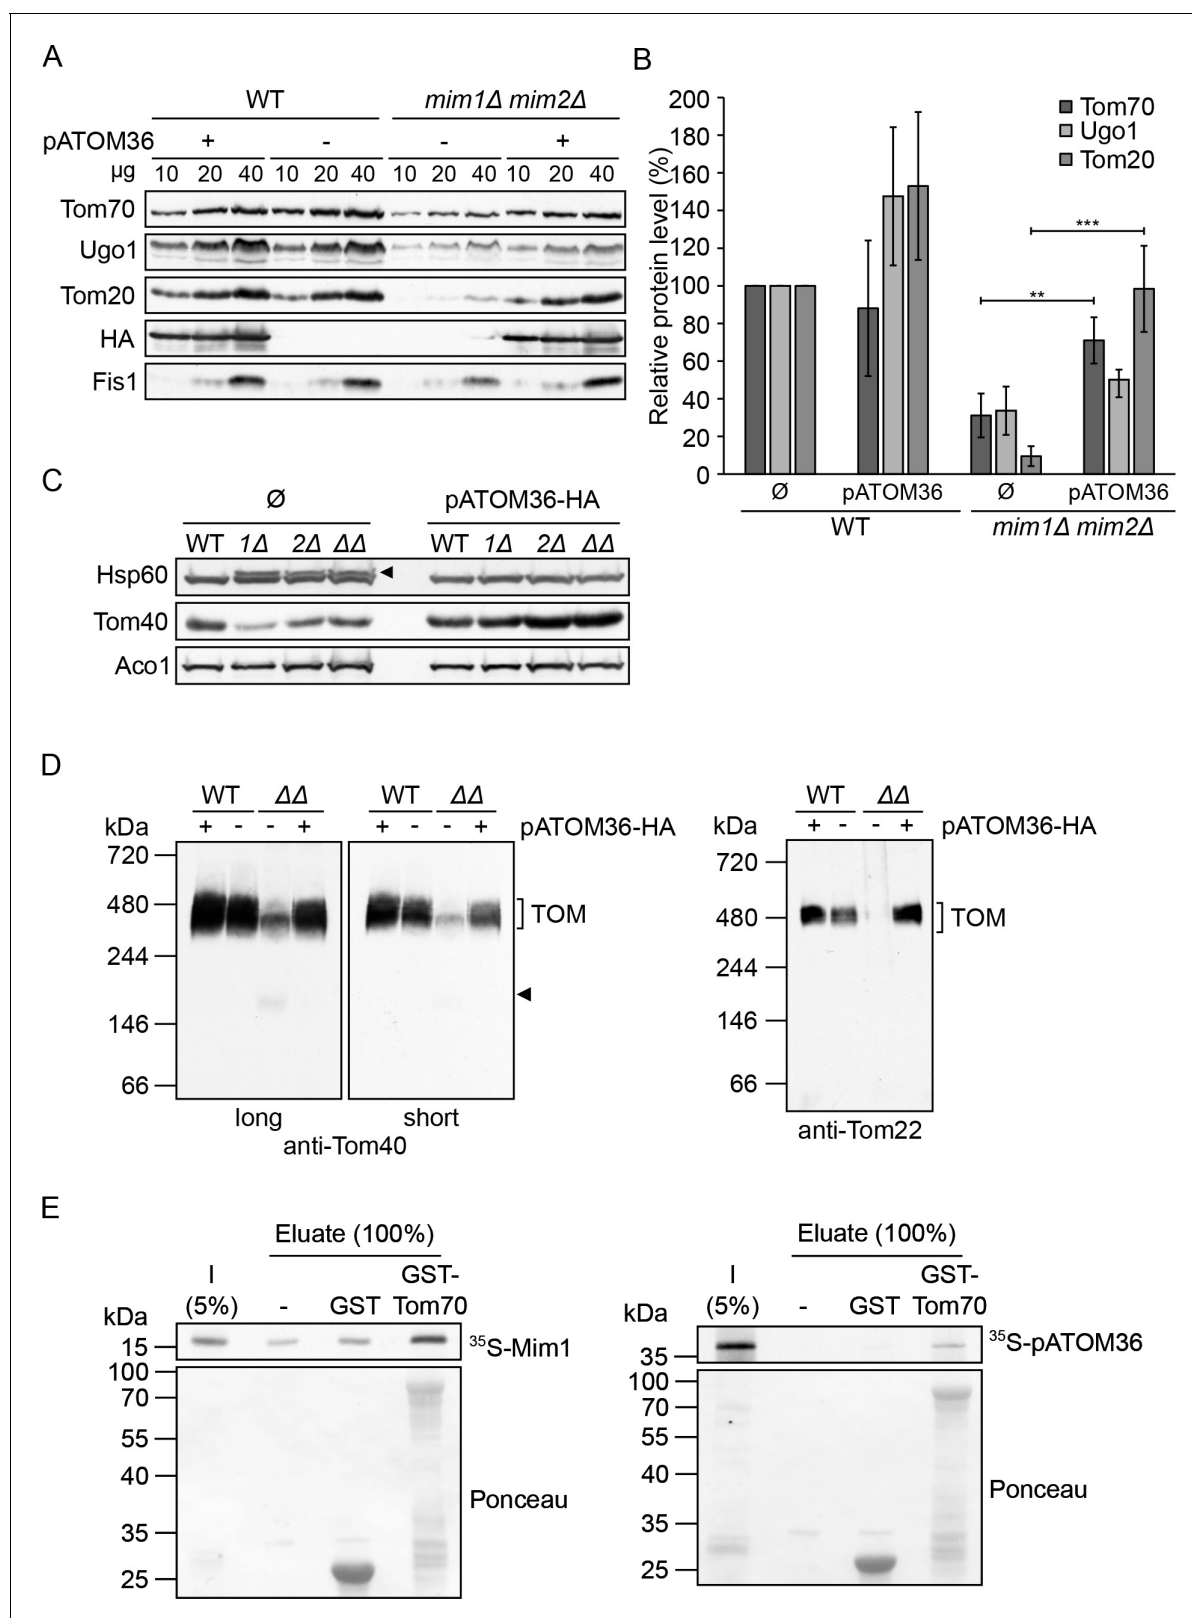 A
WT mim1Δ mim2Δ
pATOM36 + - - +
µg 10 20 40 10 20 40 10 20 40 10 20 40
Tom70
Ugo1
Tom20
HA
Fis1
B
Relative protein level (%)
200
180
160
140
120
100
80
60
40
20
0
Tom70
Ugo1
Tom20
***
**
Ø pATOM36 Ø pATOM36
WT mim1Δ mim2Δ
C
Ø pATOM36-HA
WT 1Δ 2Δ ΔΔ WT 1Δ 2Δ ΔΔ
Hsp60
Tom40
Aco1
D
WT ΔΔ WT ΔΔ
kDa + - - + + - - + pATOM36-HA
720
480
244
146
66
TOM
long short
anti-Tom40
WT ΔΔ
kDa + - - + pATOM36-HA
720
480
244
146
66
TOM
anti-Tom22
E
Eluate (100%)
I GST-
kDa (5%) - GST Tom70
15 ³⁵S-Mim1
100
70
55
40
35
25
Ponceau
Eluate (100%)
I GST-
kDa (5%) - GST Tom70
35 ³⁵S-pATOM36
100
70
55
40
35
25
Ponceau